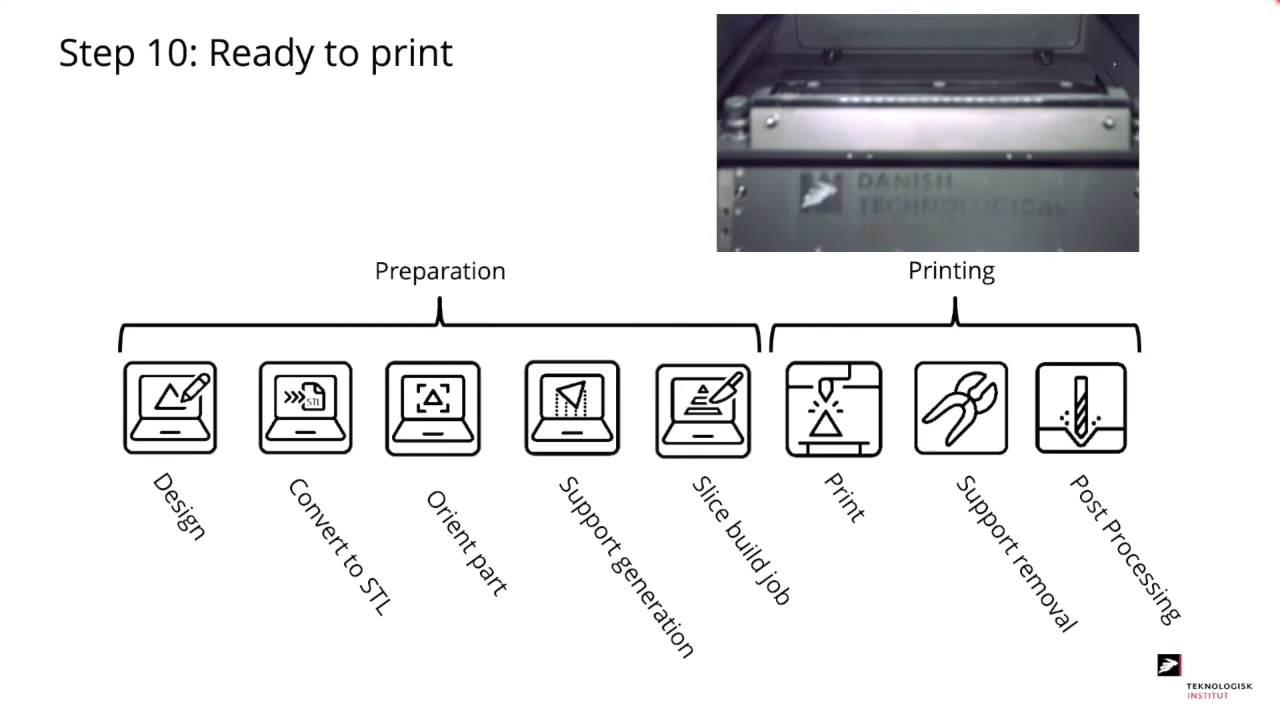 Step 10: Ready to print
DANISH
TECHNOLOGICAL
Preparation
Printing
STL
Design
Convert to STL
Orient part
Support generation
Slice build job
Print
Support removal
Post Processing
TEKNOLOGISK
INSTITUT